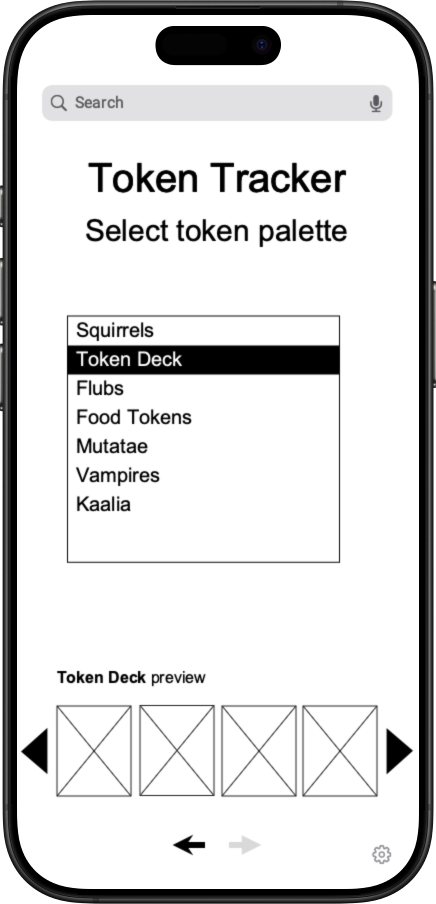 Search
Token Tracker
Select token palette
Squirrels
Token Deck
Flubs
Food Tokens
Mutatae
Vampires
Kaalia
Token Deck preview